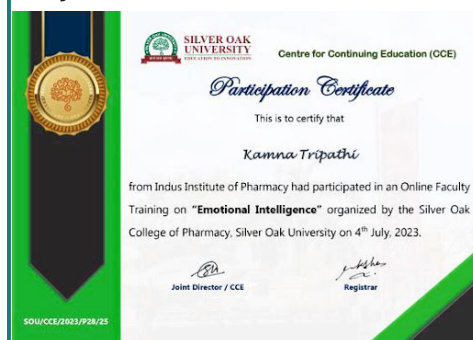 SILVER OAK
UNIVERSITY
EDUCATION TO INNOVATION
Centre for Continuing Education (CCE)
Participation Certificate
This is to certify that
Kamna Tripathi
from Indus Institute of Pharmacy had participated in an Online Faculty
Training on “Emotional Intelligence” organized by the Silver Oak
College of Pharmacy, Silver Oak University on 4th July, 2023.
Joint Director / CCE
Registrar
SOU/CCE/2023/P28/25